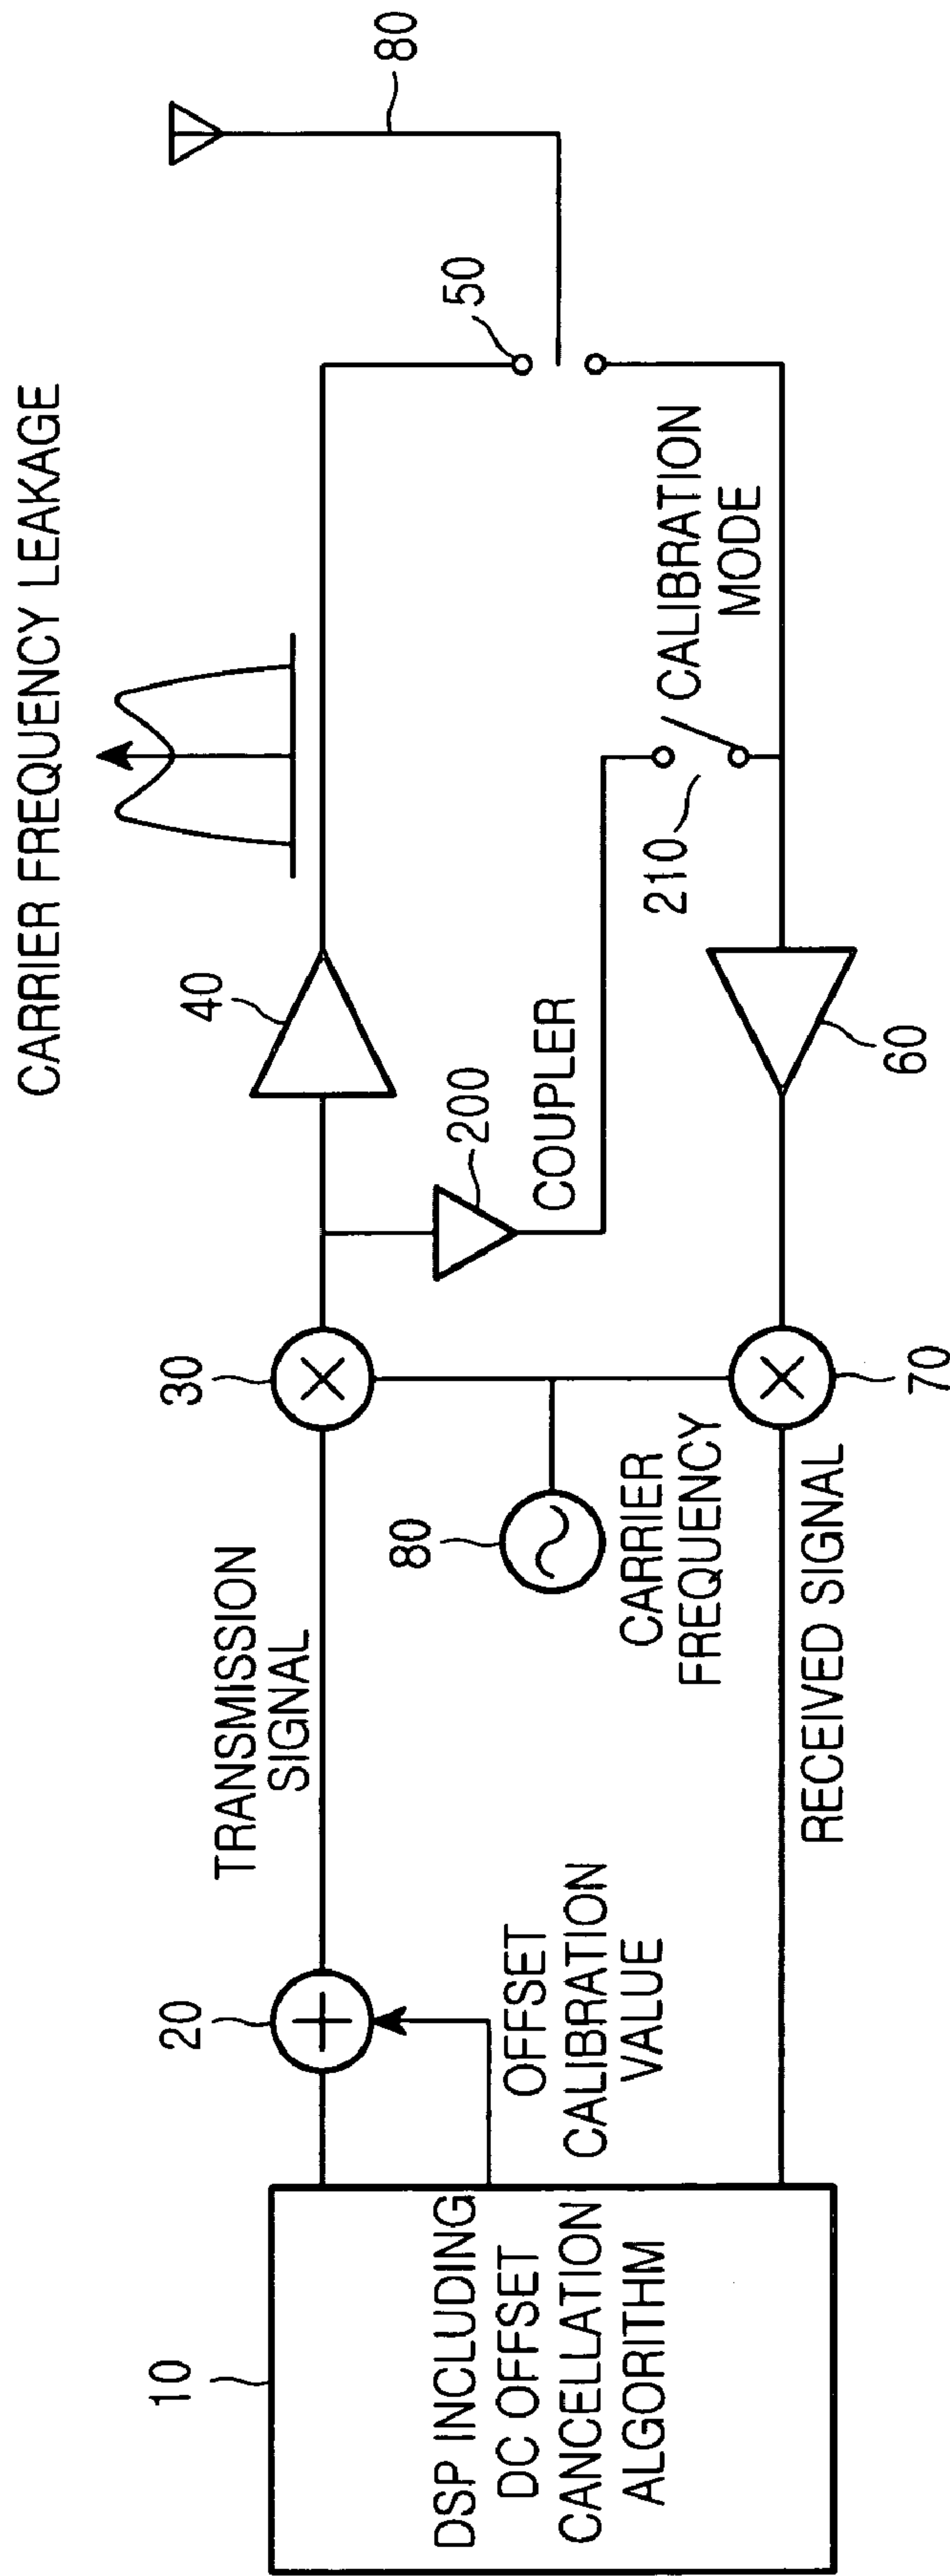 CARRIER FREQUENCY LEAKAGE
10
DSP INCLUDING
DC OFFSET
CANCELLATION
ALGORITHM
20
OFFSET
CALIBRATION
VALUE
TRANSMISSION
SIGNAL
30
80
CARRIER
FREQUENCY
RECEIVED SIGNAL
70
200
COUPLER
40
60
210
CALIBRATION
MODE
50
80